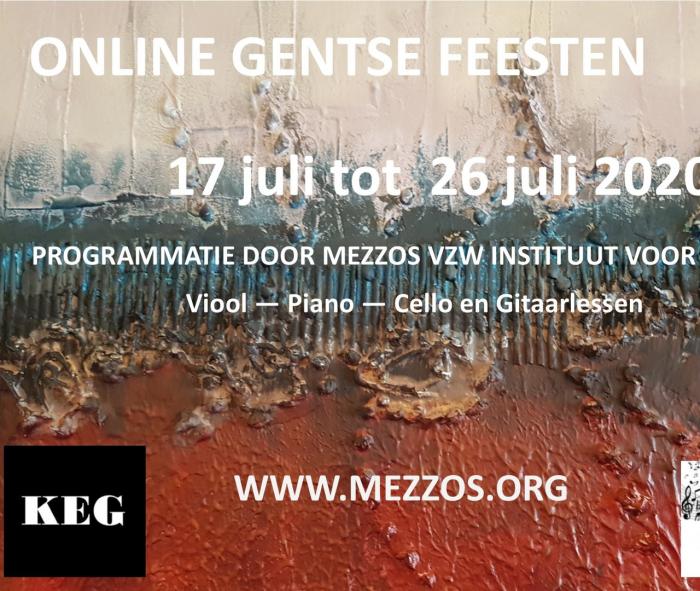 ONLINE GENTSE FEESTEN
17 juli tot 26 juli 2020
PROGRAMMATIE DOOR MEZZOS VZW INSTITUUT VOOR
Viool — Piano — Cello en Gitaarlessen
WWW.MEZZOS.ORG
KEG